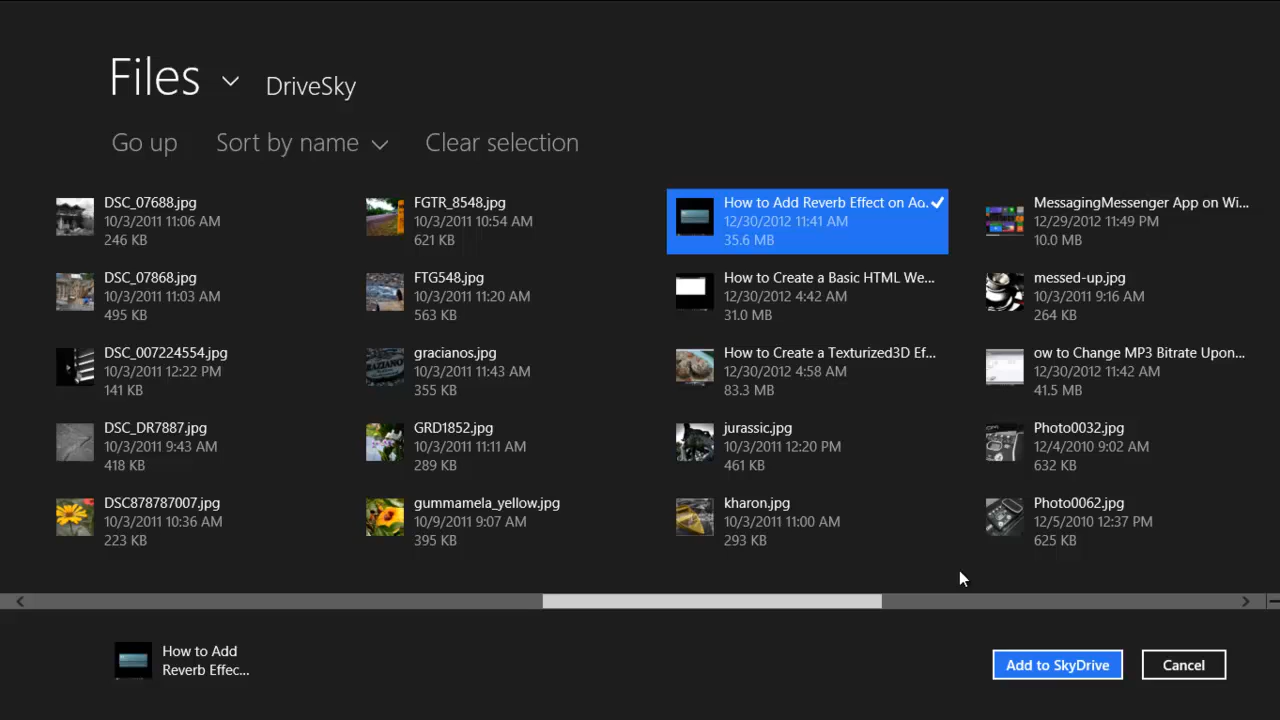 Files DriveSky
Go up Sort by name Clear selection
DSC_07688.jpg
10/3/2011 11:06 AM
246 KB
DSC_07868.jpg
10/3/2011 11:03 AM
495 KB
DSC_007224554.jpg
10/3/2011 12:22 PM
141 KB
DSC_DR7887.jpg
10/3/2011 9:43 AM
418 KB
DSC878787007.jpg
10/3/2011 10:36 AM
223 KB
FGTR_8548.jpg
10/3/2011 10:54 AM
621 KB
FTG548.jpg
10/3/2011 11:20 AM
563 KB
gracianos.jpg
10/3/2011 11:43 AM
355 KB
GRD1852.jpg
10/3/2011 11:11 AM
289 KB
gummamela_yellow.jpg
10/9/2011 9:07 AM
395 KB
How to Add Reverb Effect on Ad...
12/30/2012 11:41 AM
35.6 MB
How to Create a Basic HTML We...
12/30/2012 4:42 AM
31.0 MB
How to Create a Texturized3D Ef...
12/30/2012 4:58 AM
83.3 MB
jurassic.jpg
10/3/2011 12:20 PM
461 KB
kharon.jpg
10/3/2011 11:00 AM
293 KB
MessagingMessenger App on Wi...
12/29/2012 11:49 PM
10.0 MB
messed-up.jpg
10/3/2011 9:16 AM
264 KB
ow to Change MP3 Bitrate Upon...
12/30/2012 11:42 AM
41.5 MB
Photo0032.jpg
12/4/2010 9:02 AM
632 KB
Photo0062.jpg
12/5/2010 12:37 PM
625 KB
How to Add
Reverb Effec...
Add to SkyDrive Cancel